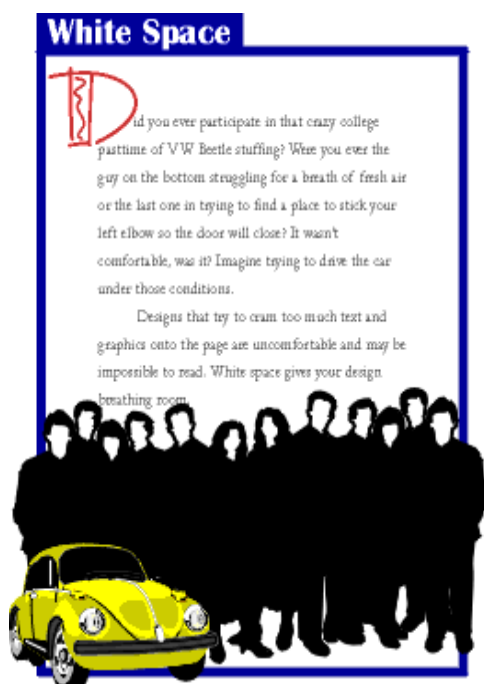 White Space
Did you ever participate in that crazy college
pasttime of VW Beetle stuffing? Were you ever the
guy on the bottom struggling for a breath of fresh air
or the last one in trying to find a place to stick your
left elbow so the door will close? It wasn't
comfortable, was it? Imagine trying to drive the car
under those conditions.
Designs that try to cram too much text and
graphics onto the page are uncomfortable and may be
impossible to read. White space gives your design
breathing room.